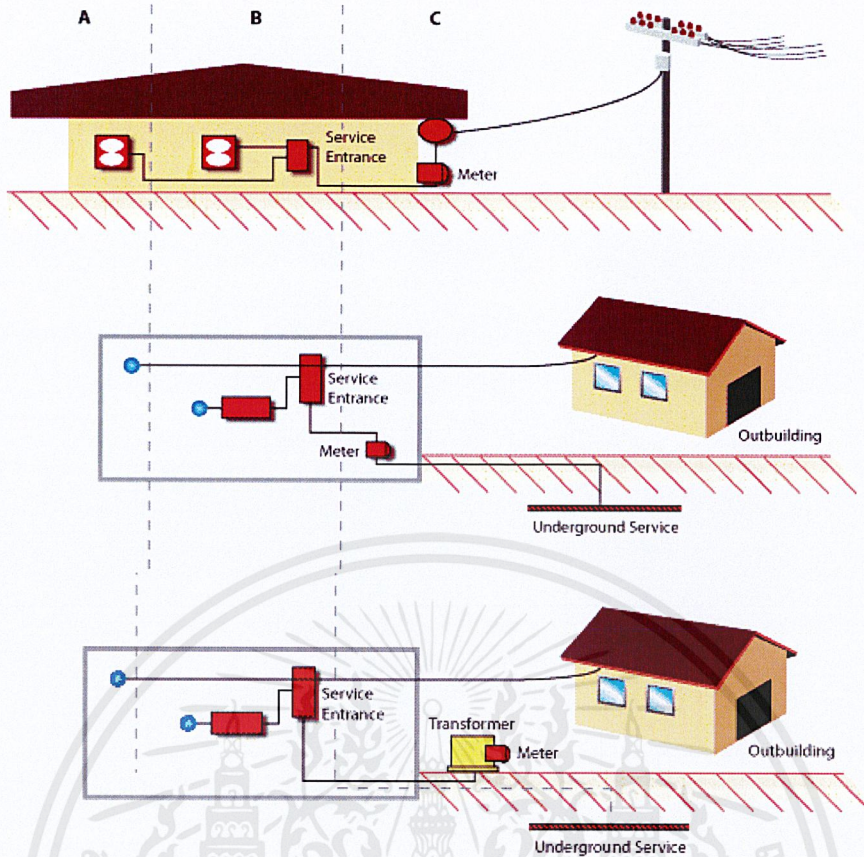 A B C
Service
Entrance
Meter
Service
Entrance
Meter
Outbuilding
Underground Service
Service
Entrance
Transformer
Meter
Outbuilding
Underground Service